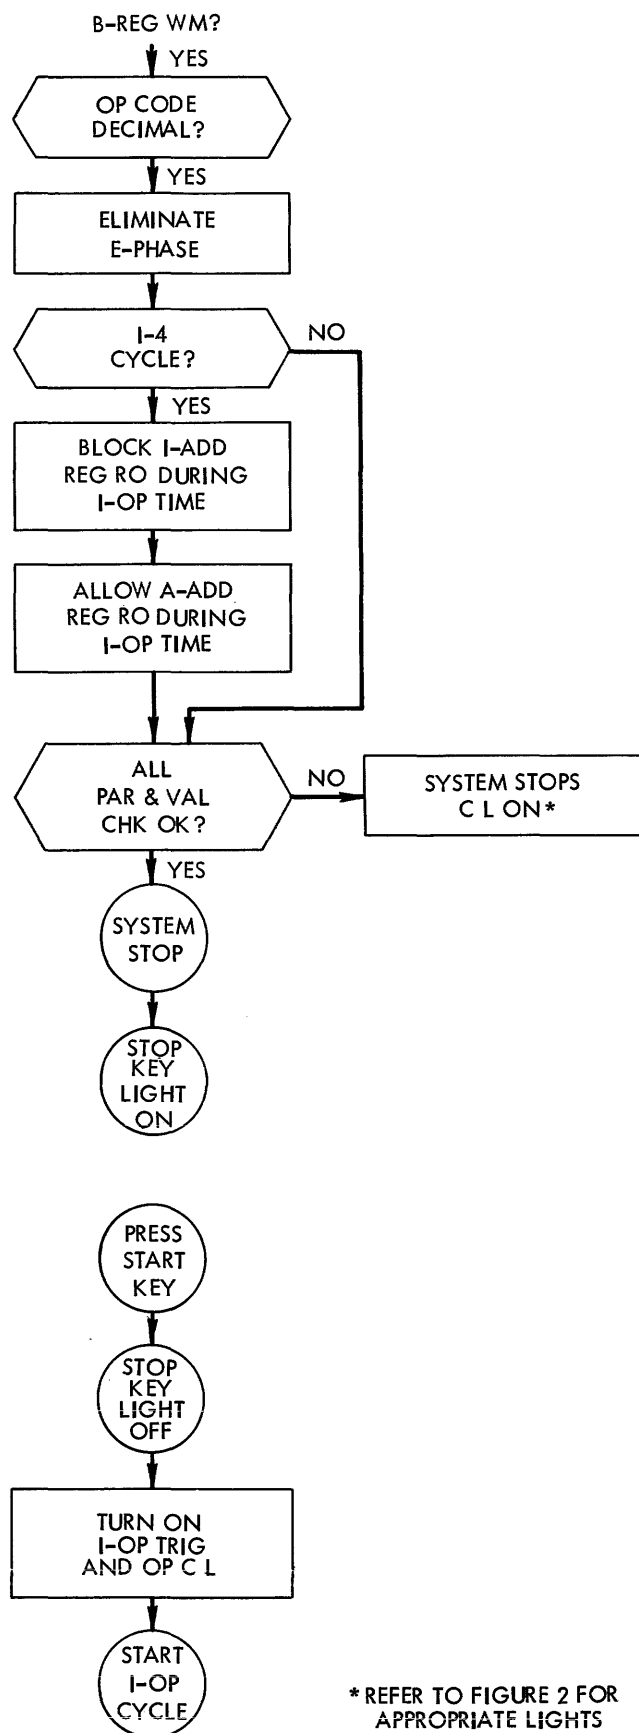 B-REG WM?
YES
OP CODE
DECIMAL?
YES
ELIMINATE
E-PHASE
I-4
CYCLE?
NO
YES
BLOCK I-ADD
REG RO DURING
I-OP TIME
ALLOW A-ADD
REG RO DURING
I-OP TIME
ALL
PAR & VAL
CHK OK?
NO
SYSTEM STOPS
C L ON*
YES
SYSTEM
STOP
STOP
KEY
LIGHT
ON
PRESS
START
KEY
STOP
KEY
LIGHT
OFF
TURN ON
I-OP TRIG
AND OP C L
START
I-OP
CYCLE
* REFER TO FIGURE 2 FOR
APPROPRIATE LIGHTS